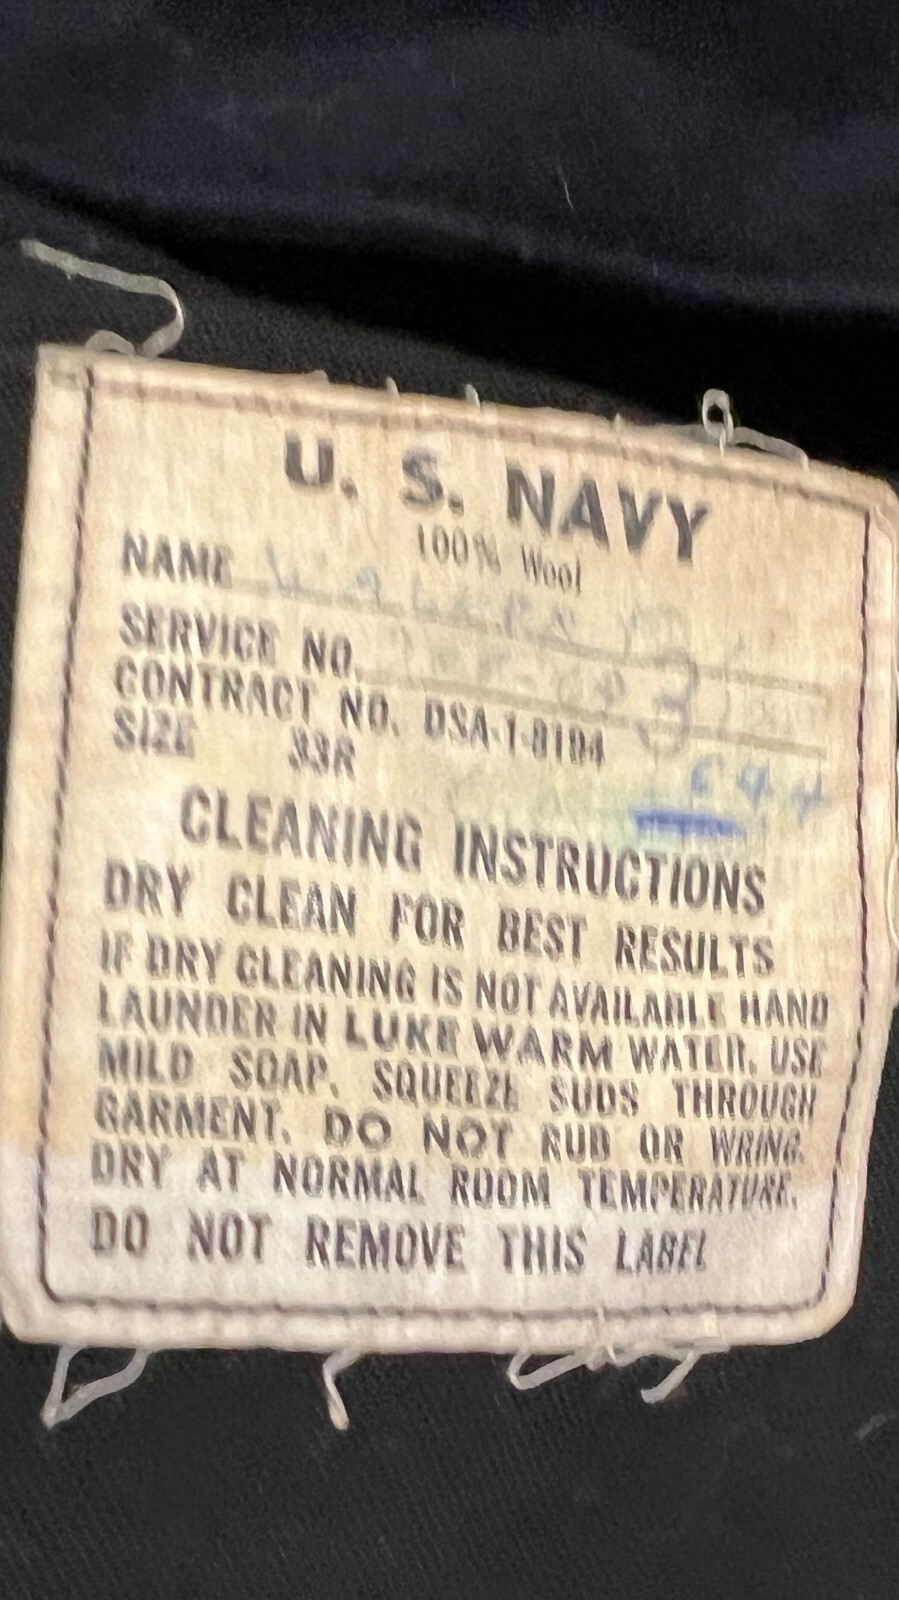 U. S. NAVY
100% Wool
NAME
SERVICE NO.
CONTRACT NO. DSA-1-8194
SIZE 33R
CLEANING INSTRUCTIONS
DRY CLEAN FOR BEST RESULTS
IF DRY CLEANING IS NOT AVAILABLE HAND
LAUNDER IN LUKE WARM WATER. USE
MILD SOAP. SQUEEZE SUDS THROUGH
GARMENT. DO NOT RUB OR WRING.
DRY AT NORMAL ROOM TEMPERATURE.
DO NOT REMOVE THIS LABEL